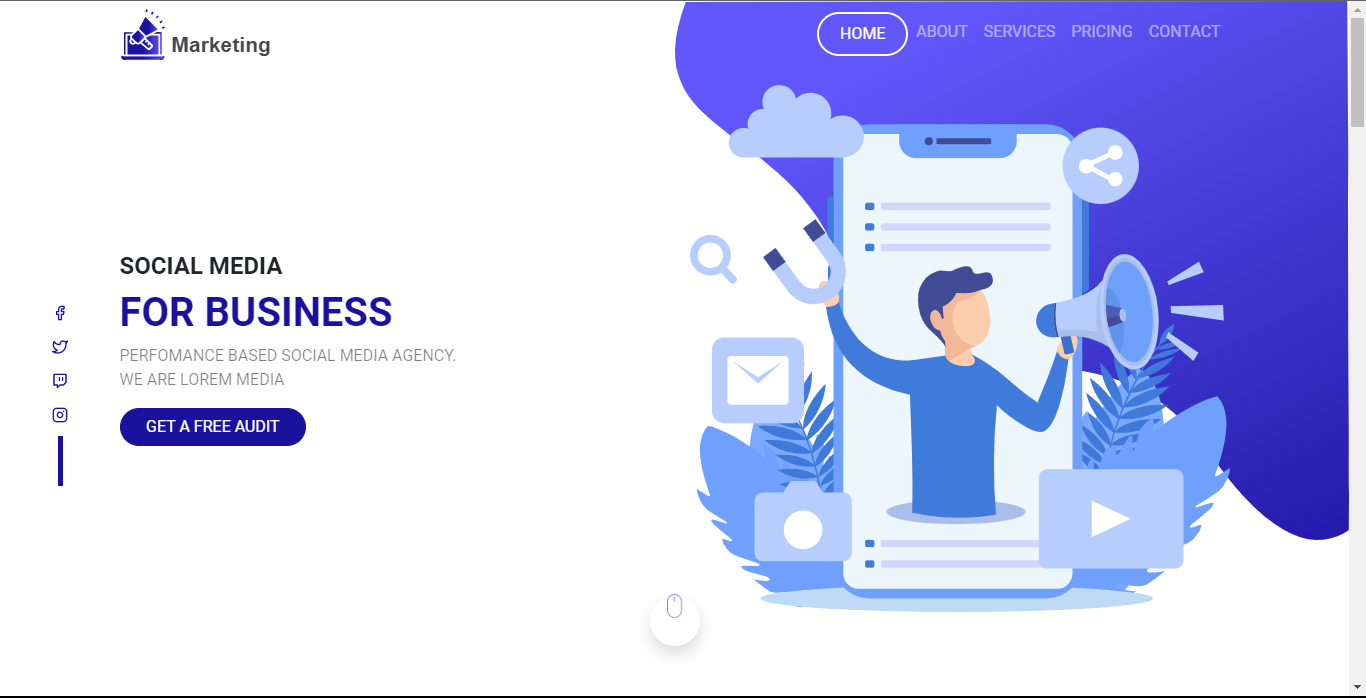 Marketing
HOME ABOUT SERVICES PRICING CONTACT
SOCIAL MEDIA
FOR BUSINESS
PERFOMANCE BASED SOCIAL MEDIA AGENCY.
WE ARE LOREM MEDIA
GET A FREE AUDIT